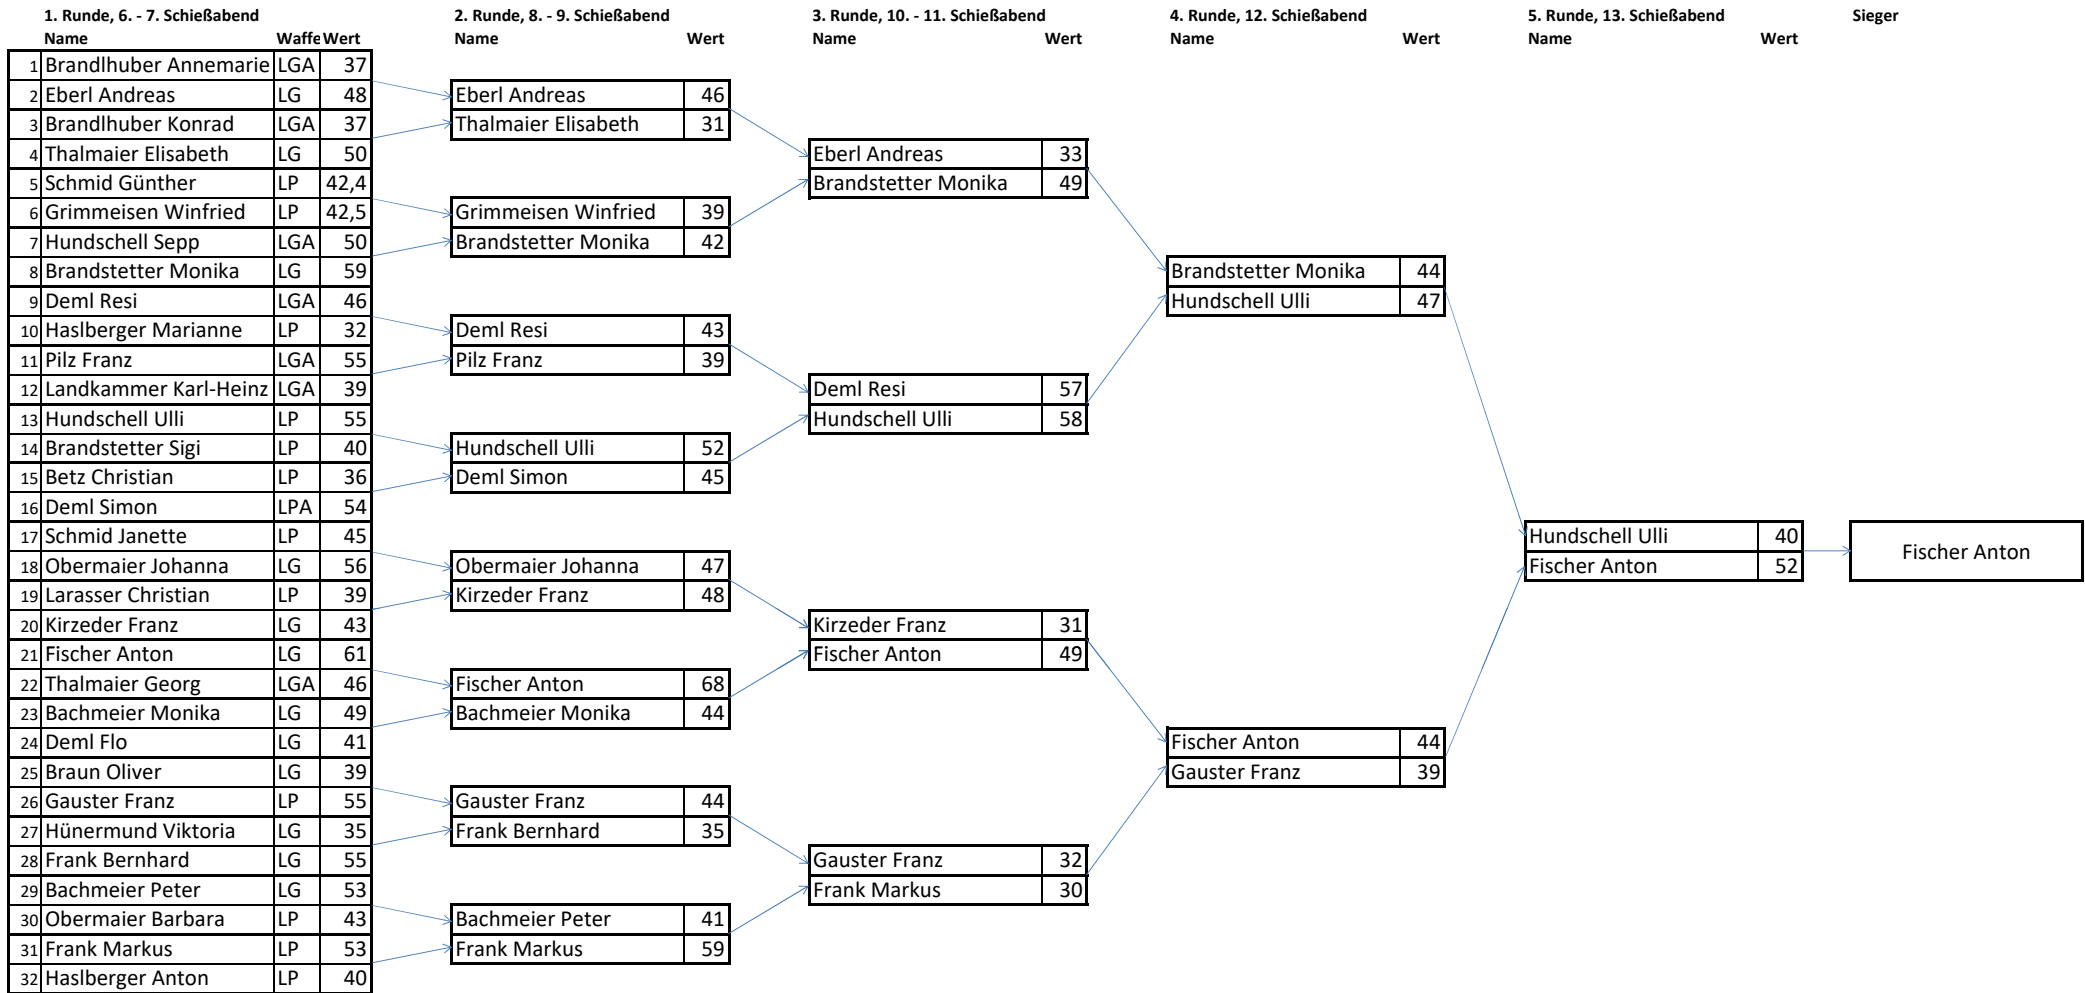 1. Runde, 6. - 7. Schießabend 2. Runde, 8. - 9. Schießabend 3. Runde, 10. - 11. Schießabend 4. Runde, 12. Schießabend 5. Runde, 13. Schießabend Sieger
Name Waffe Wert Name Wert Name Wert Name Wert Name Wert
1 Brandlhuber Annemarie LGA 37
2 Eberl Andreas LG 48 Eberl Andreas 46
3 Brandlhuber Konrad LGA 37 Thalmaier Elisabeth 31
4 Thalmaier Elisabeth LG 50 Eberl Andreas 33
5 Schmid Günther LP 42,4 Brandstetter Monika 49
6 Grimmeisen Winfried LP 42,5 Grimmeisen Winfried 39
7 Hundschell Sepp LGA 50 Brandstetter Monika 42
8 Brandstetter Monika LG 59 Brandstetter Monika 44
9 Deml Resi LGA 46 Hundschell Ulli 47
10 Haslberger Marianne LP 32 Deml Resi 43
11 Pilz Franz LGA 55 Pilz Franz 39
12 Landkammer Karl-Heinz LGA 39 Deml Resi 57
13 Hundschell Ulli LP 55 Hundschell Ulli 58
14 Brandstetter Sigi LP 40 Hundschell Ulli 52
15 Betz Christian LP 36 Deml Simon 45
16 Deml Simon LPA 54
17 Schmid Janette LP 45 Hundschell Ulli 40
Fischer Anton
18 Obermaier Johanna LG 56 Obermaier Johanna 47 Fischer Anton 52
19 Larasser Christian LP 39 Kirzeder Franz 48
20 Kirzeder Franz LG 43 Kirzeder Franz 31
21 Fischer Anton LG 61 Fischer Anton 49
22 Thalmaier Georg LGA 46 Fischer Anton 68
23 Bachmeier Monika LG 49 Bachmeier Monika 44
24 Deml Flo LG 41 Fischer Anton 44
25 Braun Oliver LG 39 Gauster Franz 39
26 Gauster Franz LP 55 Gauster Franz 44
27 Hünermund Viktoria LG 35 Frank Bernhard 35
28 Frank Bernhard LG 55 Gauster Franz 32
29 Bachmeier Peter LG 53 Frank Markus 30
30 Obermaier Barbara LP 43 Bachmeier Peter 41
31 Frank Markus LP 53 Frank Markus 59
32 Haslberger Anton LP 40